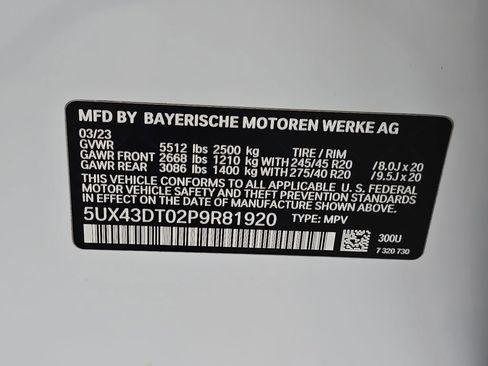 MFD BY BAYERISCHE MOTOREN WERKE AG
03/23
GVWR 5512 lbs 2500 kg TIRE / RIM
GAWR FRONT 2668 lbs 1210 kg WITH 245/45 R20 / 8.0J x 20
GAWR REAR 3086 lbs 1400 kg WITH 275/40 R20 / 9.5J x 20
THIS VEHICLE CONFORMS TO ALL APPLICABLE U.S. FEDERAL
MOTOR VEHICLE SAFETY AND THEFT PREVENTION STANDARDS
IN EFFECT ON THE DATE OF MANUFACTURE SHOWN ABOVE.
5UX43DT02P9R81920 TYPE: MPV
300U
7 320 730